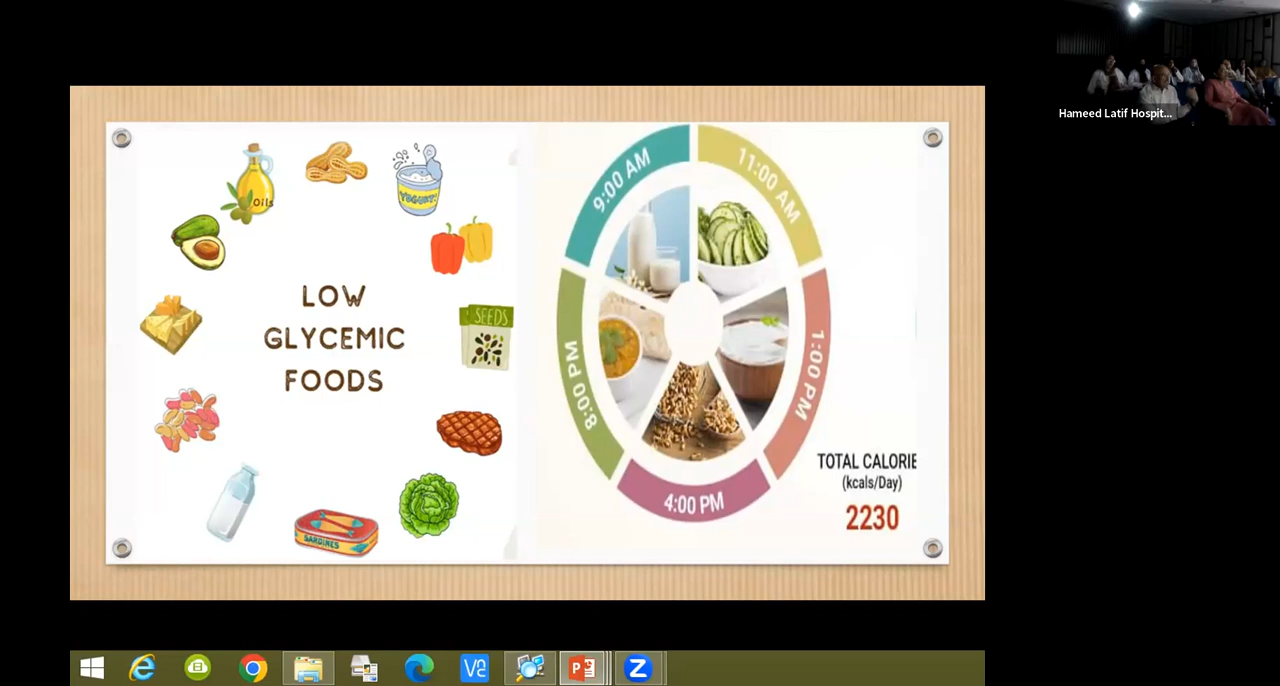 Hameed Latif Hospit...
Oils
YOGURT
SEEDS
LOW
GLYCEMIC
FOODS
SARDINES
9:00 AM
11:00 AM
1:00 PM
4:00 PM
8:00 PM
TOTAL CALORIE
(kcals/Day)
2230